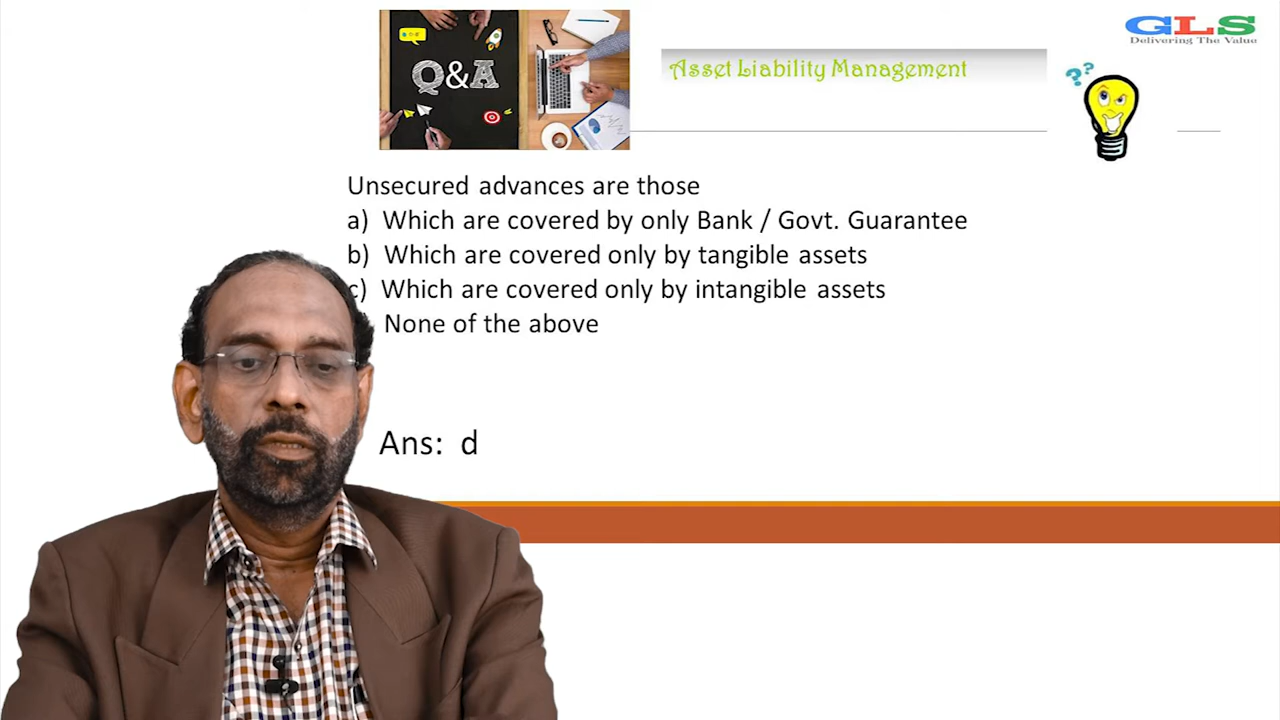 Q&A
GLS
Delivering The Value
Asset Liability Management
??
Unsecured advances are those
a) Which are covered by only Bank / Govt. Guarantee
b) Which are covered only by tangible assets
c) Which are covered only by intangible assets
None of the above
Ans: d